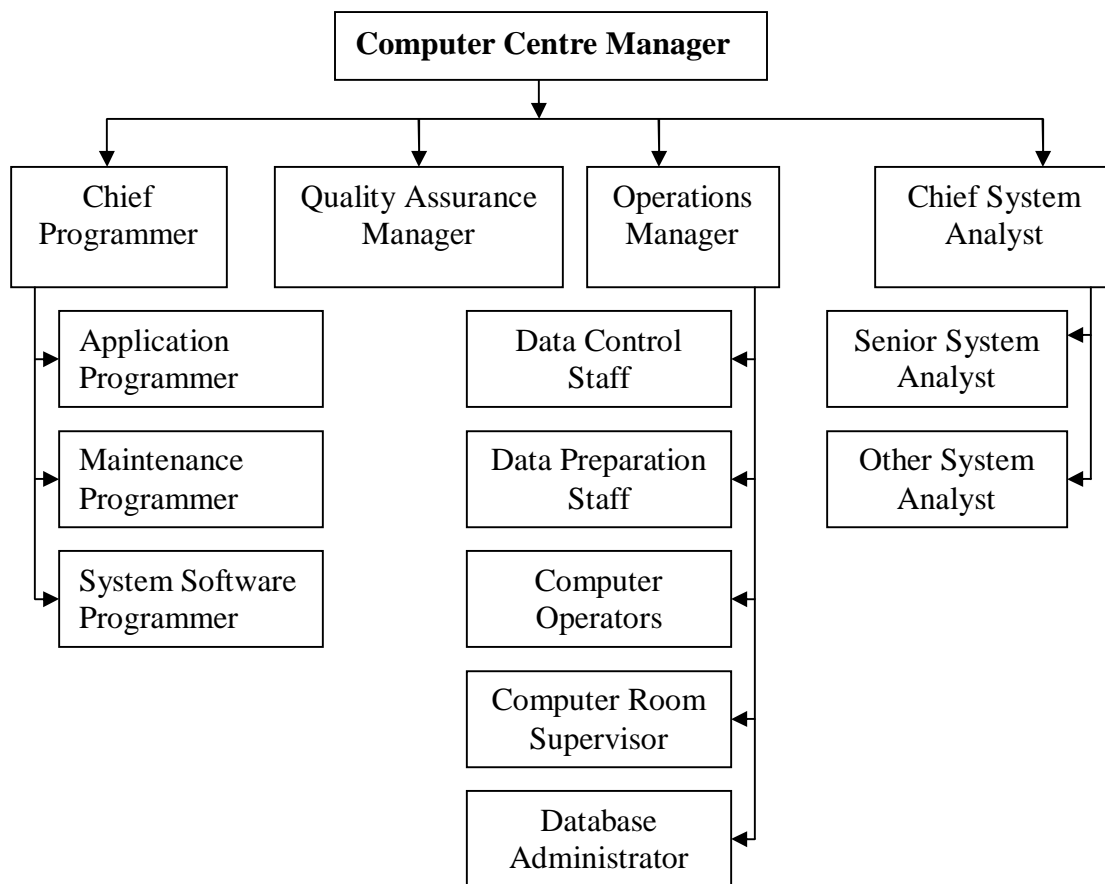 Computer Centre Manager
Chief
Programmer
Quality Assurance
Manager
Operations
Manager
Chief System
Analyst
Application
Programmer
Maintenance
Programmer
System Software
Programmer
Data Control
Staff
Data Preparation
Staff
Computer
Operators
Computer Room
Supervisor
Database
Administrator
Senior System
Analyst
Other System
Analyst